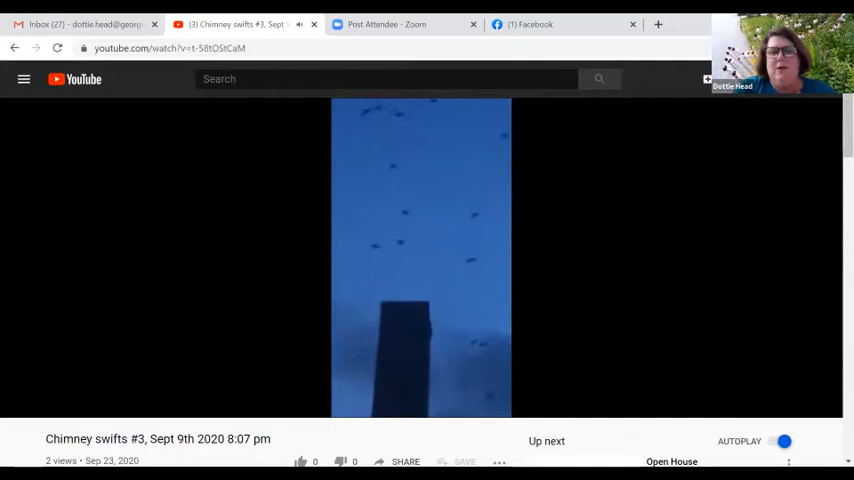 Inbox (27) - dottie.head@georg
(3) Chimney swifts #3, Sept 9
Post Attendee - Zoom
(1) Facebook
youtube.com/watch?v=t-58tOStCaM
YouTube
Search
Dottie Head
Chimney swifts #3, Sept 9th 2020 8:07 pm
2 views • Sep 23, 2020
0
0
SHARE
SAVE
Up next
AUTOPLAY
Open House